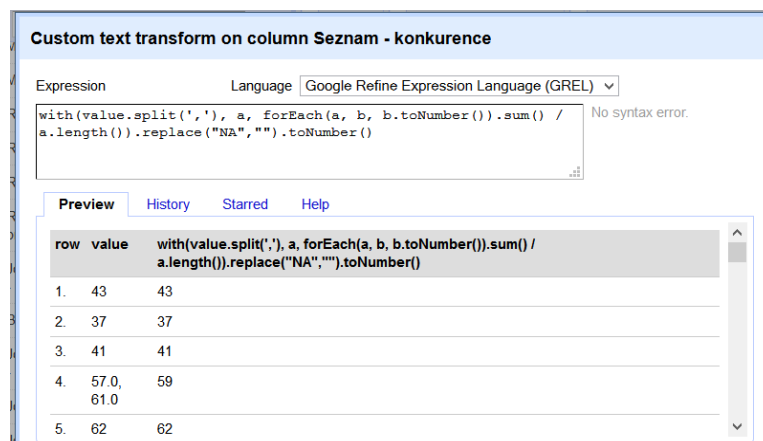 Custom text transform on column Seznam - konkurence
Expression
Language Google Refine Expression Language (GREL)
with(value.split(','), a, forEach(a, b, b.toNumber()).sum() /
a.length()).replace("NA","").toNumber()
No syntax error.
Preview History Starred Help
row value with(value.split(','), a, forEach(a, b, b.toNumber()).sum() /
a.length()).replace("NA","").toNumber()
1. 43 43
2. 37 37
3. 41 41
4. 57.0, 59
61.0
5. 62 62